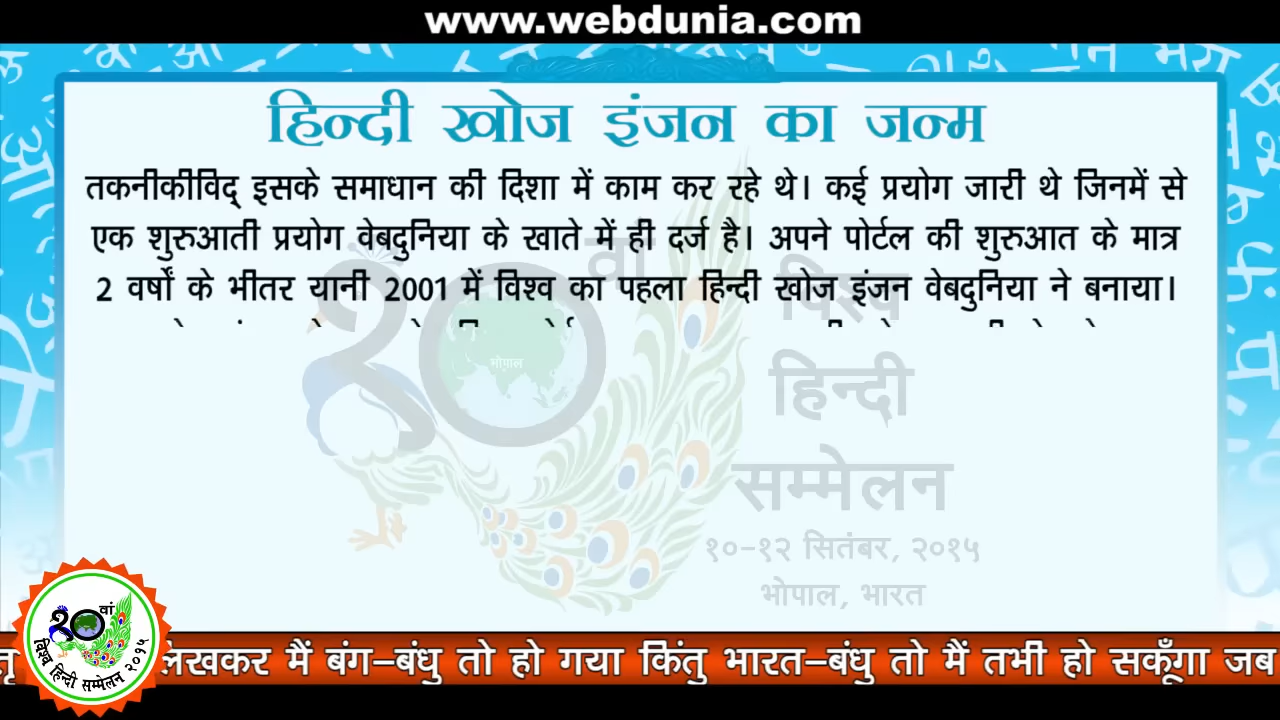 www.webdunia.com
हिन्दी खोज इंजन का जन्म
तकनीकीविद् इसके समाधान की दिशा में काम कर रहे थे। कई प्रयोग जारी थे जिनमें से
एक शुरुआती प्रयोग वेबदुनिया के खाते में ही दर्ज है। अपने पोर्टल की शुरुआत के मात्र
2 वर्षों के भीतर यानी 2001 में विश्व का पहला हिन्दी खोज इंजन वेबदुनिया ने बनाया।
१०वां
भोपाल
विश्व
हिन्दी
सम्मेलन
१०-१२ सितंबर, २०१५
भोपाल, भारत
लिखकर मैं बंग-बंधु तो हो गया किंतु भारत-बंधु तो मैं तभी हो सकूँगा जब
१०वां
विश्व हिन्दी सम्मेलन २०१५